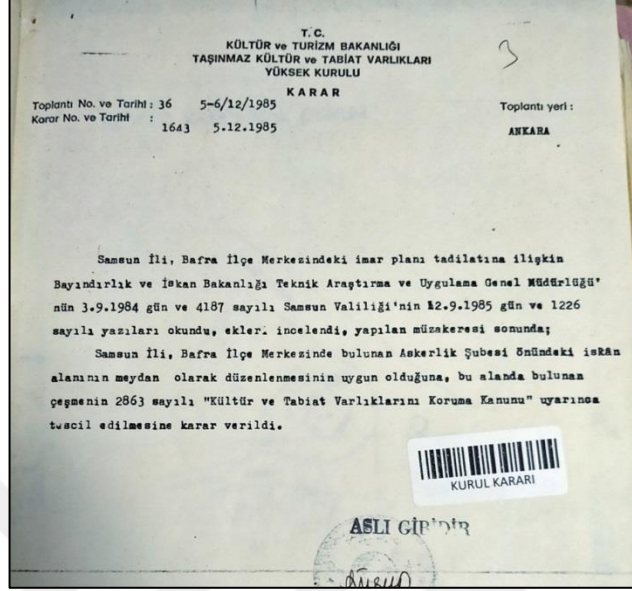 T. C.
KÜLTÜR ve TURİZM BAKANLIĞI
TAŞINMAZ KÜLTÜR ve TABİAT VARLIKLARI
YÜKSEK KURULU
3
KARAR
Toplantı No. ve Tarihi : 36 5-6/12/1985 Toplantı yeri :
Karar No. ve Tarihi :
1643 5.12.1985 ANKARA
Samsun İli, Bafra İlçe Merkezindeki imar planı tadilatına ilişkin
Bayındırlık ve İskan Bakanlığı Teknik Araştırma ve Uygulama Genel Müdürlüğü'
nün 3.9.1984 gün ve 4187 sayılı Samsun Valiliği'nin 12.9.1985 gün ve 1226
sayılı yazıları okundu, ekleri incelendi, yapılan müzakeresi sonunda;
Samsun İli, Bafra İlçe Merkezinde bulunan Askerlik Şubesi önündeki iskân
alanının meydan olarak düzenlenmesinin uygun olduğuna, bu alanda bulunan
çeşmenin 2863 sayılı "Kültür ve Tabiat Varlıklarını Koruma Kanunu" uyarınca
tescil edilmesine karar verildi.
KURUL KARARI
ASLI GİBİDİR